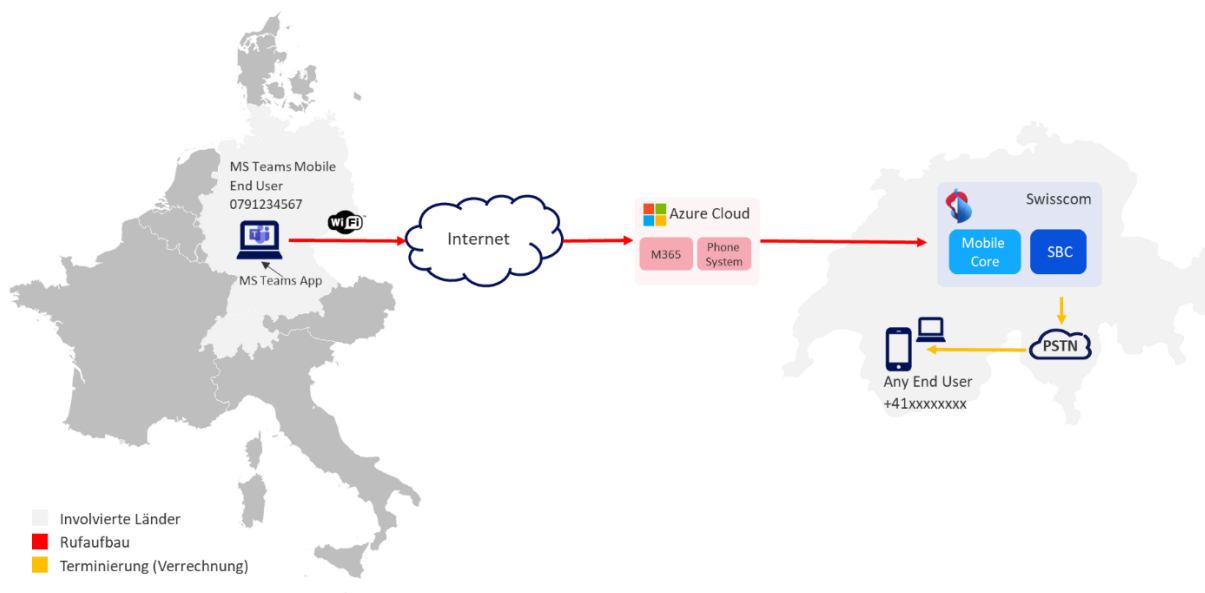 MS Teams Mobile
End User
0791234567
WiFi
MS Teams App
Internet
Azure Cloud
M365
Phone
System
Swisscom
Mobile
Core
SBC
PSTN
Any End User
+41xxxxxxxx
Involvierte Länder
Rufaufbau
Terminierung (Verrechnung)